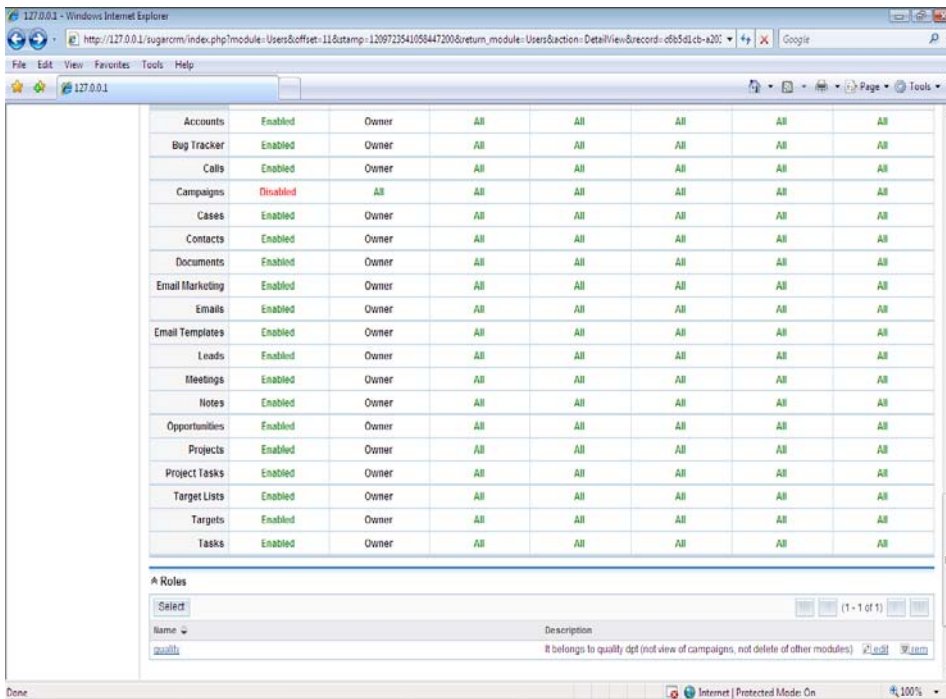 127.0.0.1 - Windows Internet Explorer
http://127.0.0.1/sugarcrm/index.php?module=Users&offset=11&stamp=1209723541058447200&return_module=Users&action=DetailView&record=c6b5d1cb-a20
Google
File Edit View Favorites Tools Help
127.0.0.1
Page Tools
Accounts Enabled Owner All All All All All
Bug Tracker Enabled Owner All All All All All
Calls Enabled Owner All All All All All
Campaigns Disabled All All All All All All
Cases Enabled Owner All All All All All
Contacts Enabled Owner All All All All All
Documents Enabled Owner All All All All All
Email Marketing Enabled Owner All All All All All
Emails Enabled Owner All All All All All
Email Templates Enabled Owner All All All All All
Leads Enabled Owner All All All All All
Meetings Enabled Owner All All All All All
Notes Enabled Owner All All All All All
Opportunities Enabled Owner All All All All All
Projects Enabled Owner All All All All All
Project Tasks Enabled Owner All All All All All
Target Lists Enabled Owner All All All All All
Targets Enabled Owner All All All All All
Tasks Enabled Owner All All All All All
Roles
Select (1 - 1 of 1)
Name Description
quality It belongs to quality dpt (not view of campaigns, not delete of other modules) edit rem
Done Internet | Protected Mode: On 100%